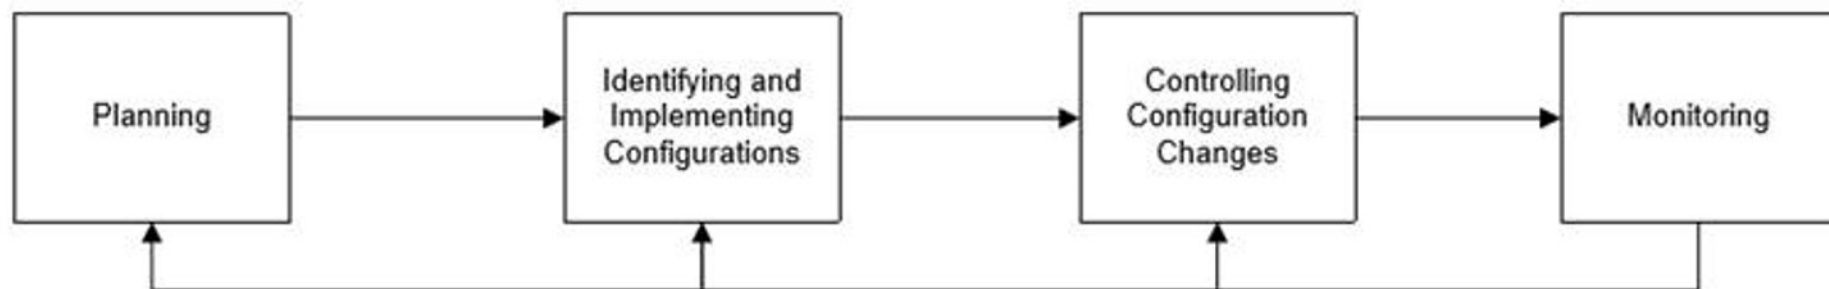 Planning
Identifying and
Implementing
Configurations
Controlling
Configuration
Changes
Monitoring